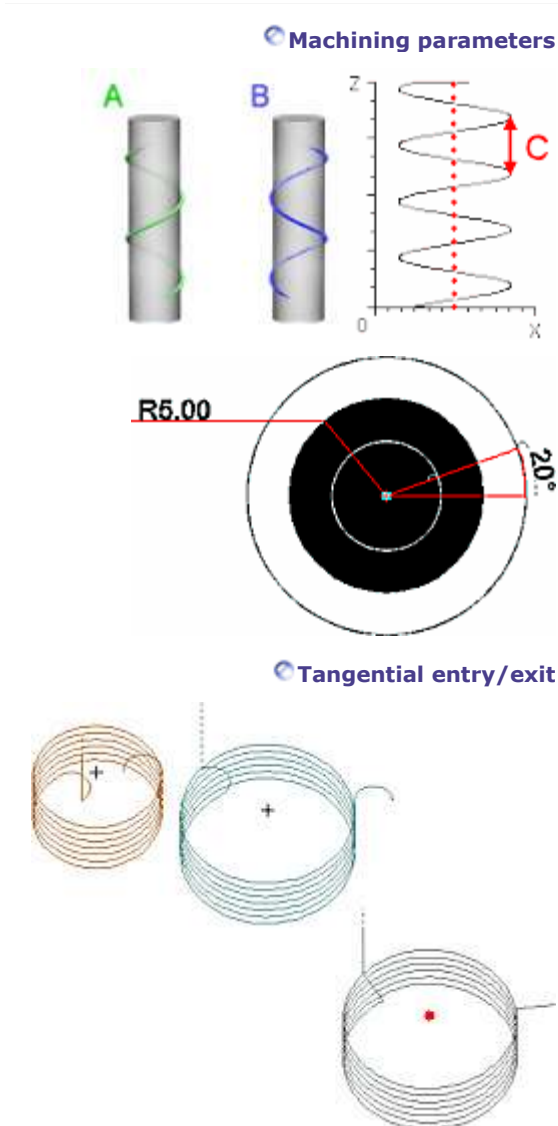 Machining parameters
A B Z C
0 X
R5.00
20°
Tangential entry/exit